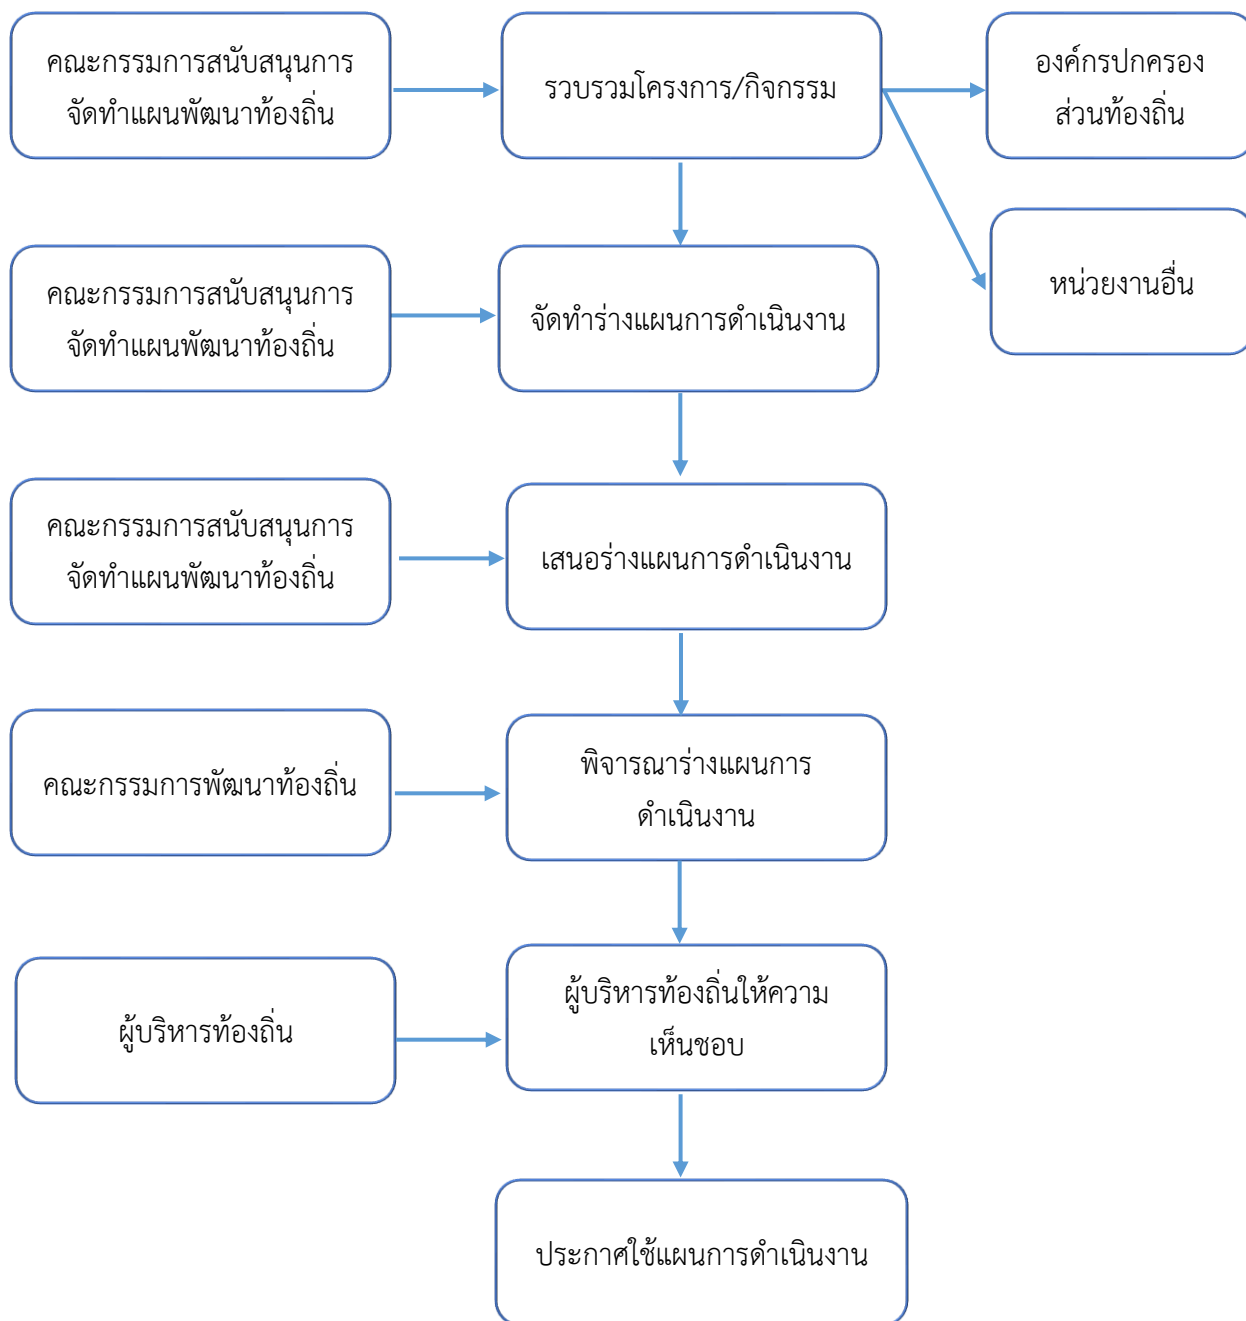 คณะกรรมการสนับสนุนการ
จัดทำแผนพัฒนาท้องถิ่น
รวบรวมโครงการ/กิจกรรม
องค์กรปกครอง
ส่วนท้องถิ่น
หน่วยงานอื่น
คณะกรรมการสนับสนุนการ
จัดทำแผนพัฒนาท้องถิ่น
จัดทำร่างแผนการดำเนินงาน
คณะกรรมการสนับสนุนการ
จัดทำแผนพัฒนาท้องถิ่น
เสนอร่างแผนการดำเนินงาน
คณะกรรมการพัฒนาท้องถิ่น
พิจารณาร่างแผนการ
ดำเนินงาน
ผู้บริหารท้องถิ่น
ผู้บริหารท้องถิ่นให้ความ
เห็นชอบ
ประกาศใช้แผนการดำเนินงาน